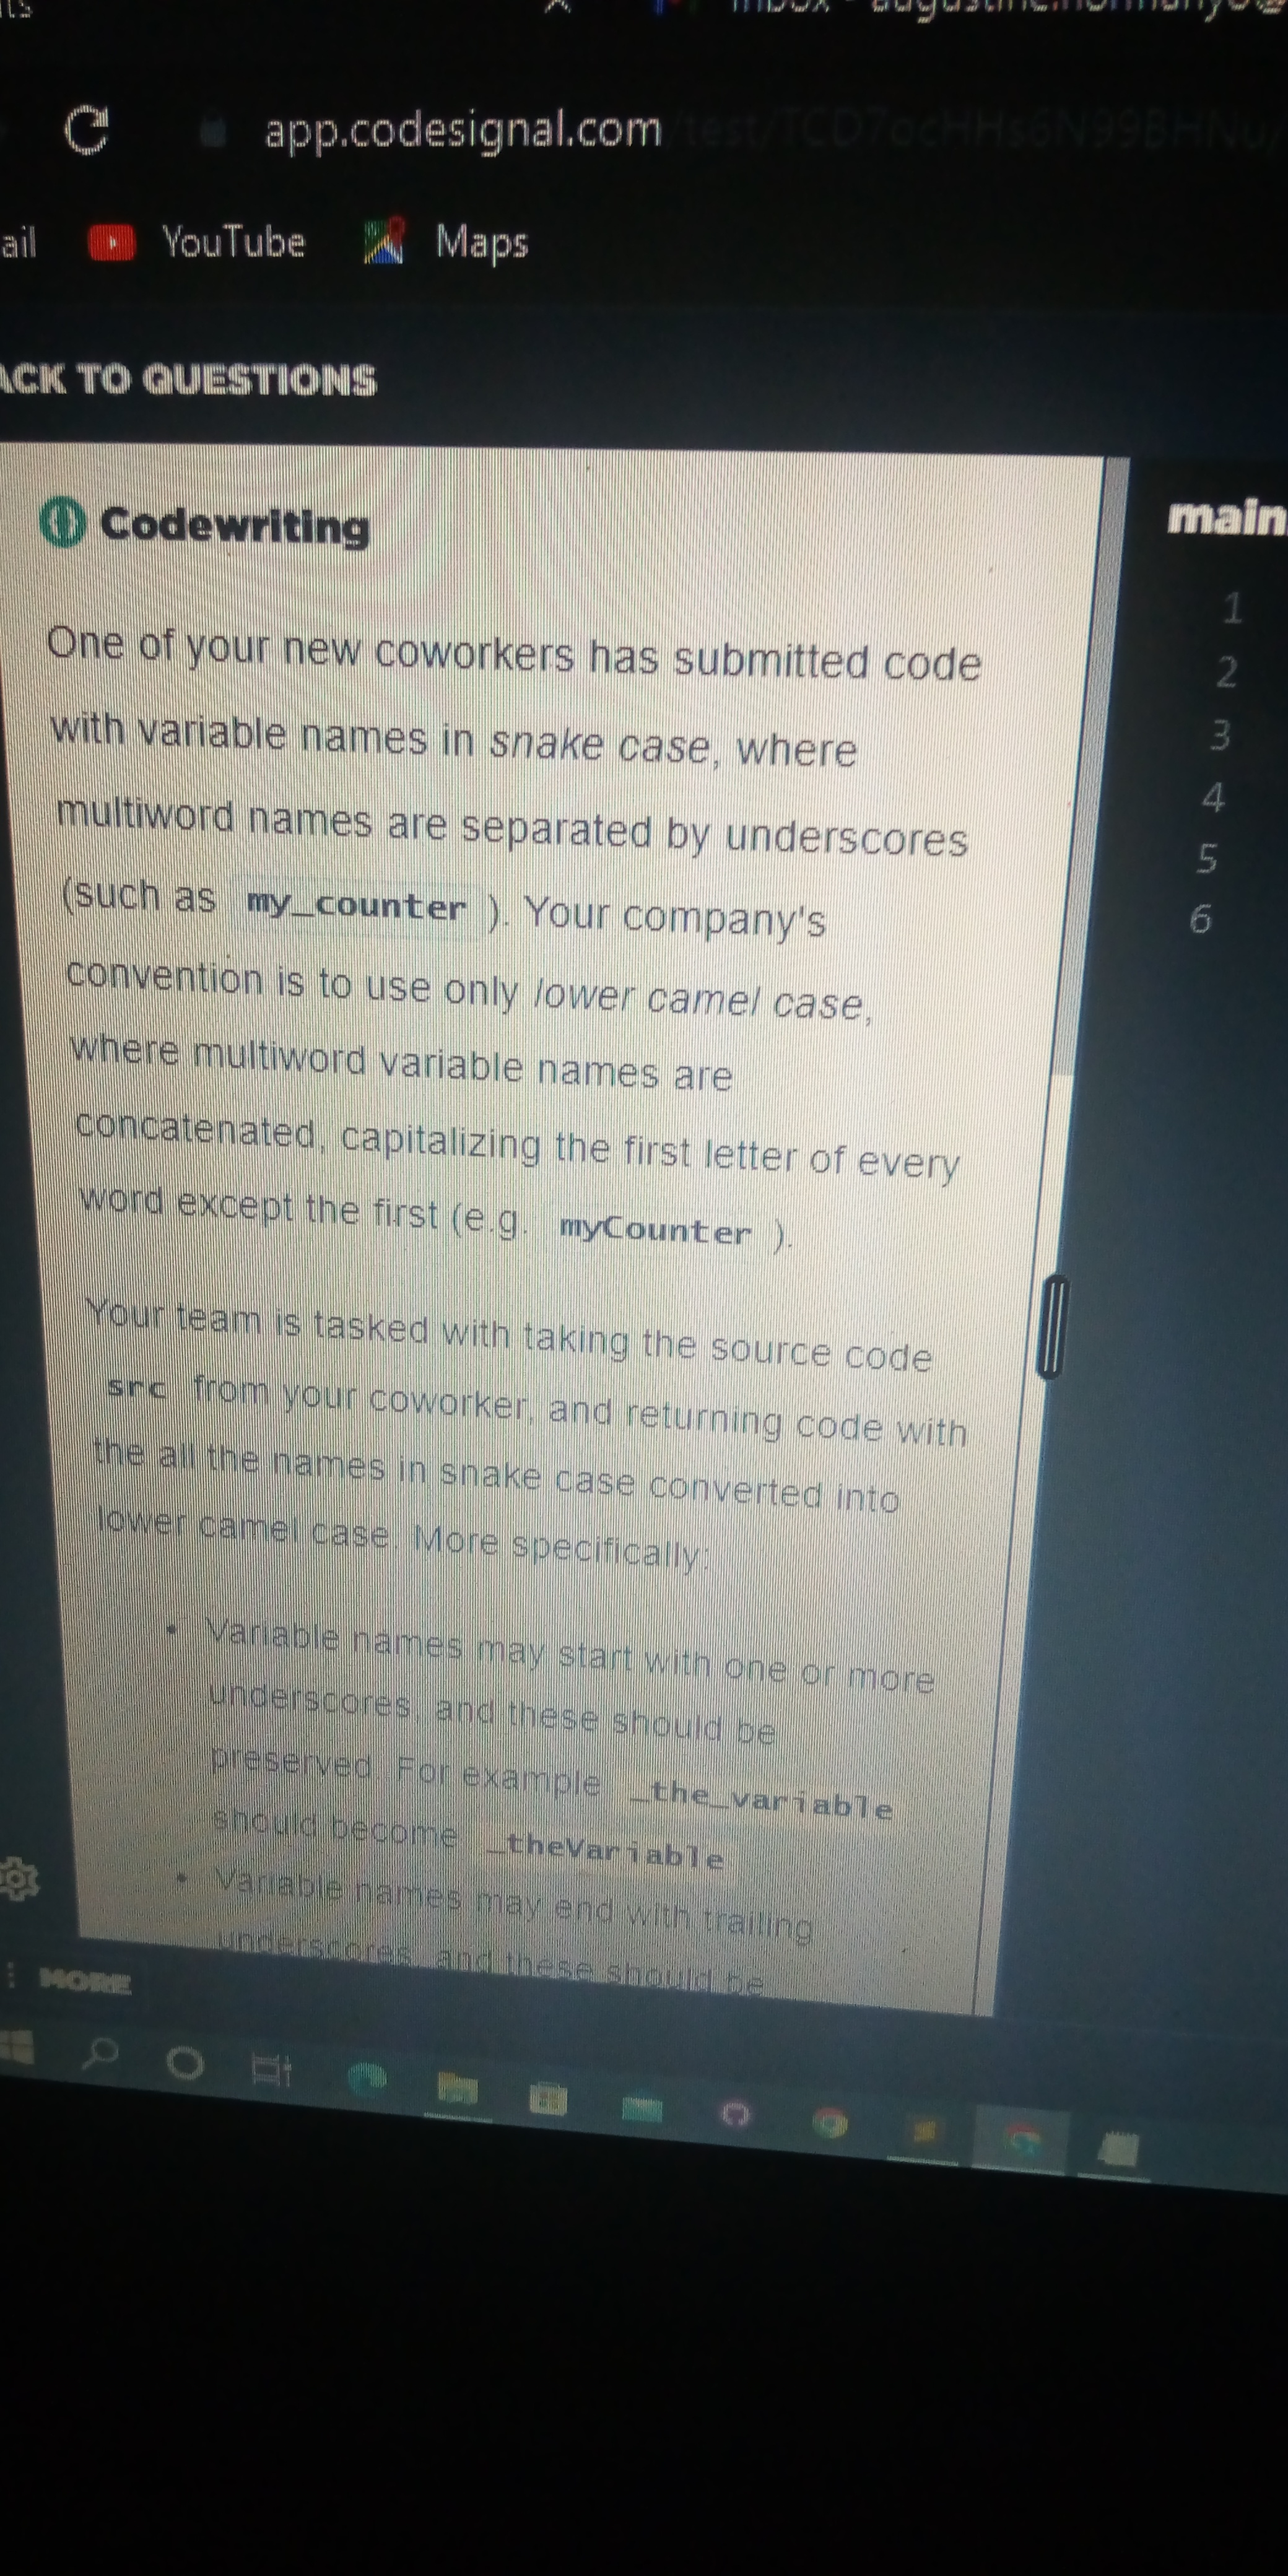 app.codesignal.com
ail YouTube Maps
ACK TO QUESTIONS
Codewriting
main
One of your new coworkers has submitted code
with variable names in snake case, where
multiword names are separated by underscores
(such as my_counter ). Your company's
convention is to use only lower camel case,
where multiword variable names are
concatenated, capitalizing the first letter of every
word except the first (e.g. myCounter ).
Your team is tasked with taking the source code
src from your coworker, and returning code with
the all the names in snake case converted into
lower camel case. More specifically:
• Variable names may start with one or more
underscores, and these should be
preserved. For example _the_variable
should become _theVariable
• Variable names may end with trailing
underscores, and these should be
MORE
1
2
3
4
5
6